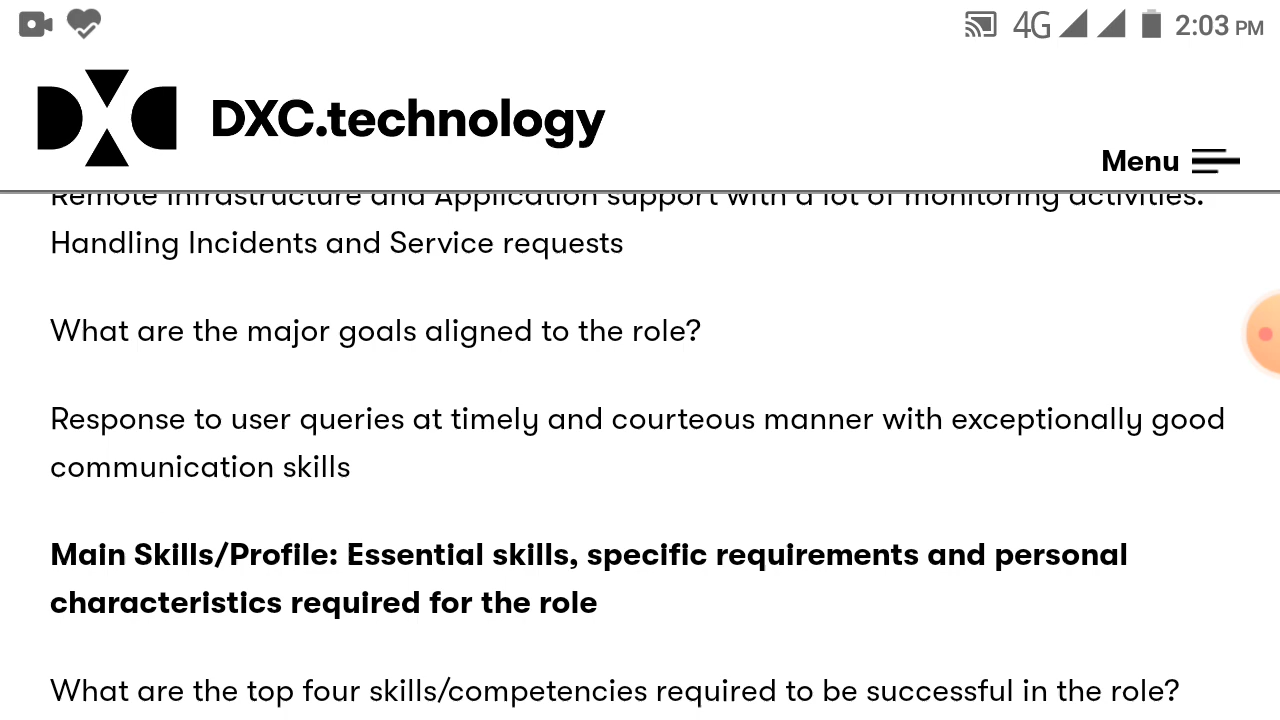 4G 2:03 PM
DXC DXC.technology
Menu
Remote Infrastructure and Application support with a lot of monitoring activities.
Handling Incidents and Service requests
What are the major goals aligned to the role?
Response to user queries at timely and courteous manner with exceptionally good
communication skills
Main Skills/Profile: Essential skills, specific requirements and personal
characteristics required for the role
What are the top four skills/competencies required to be successful in the role?